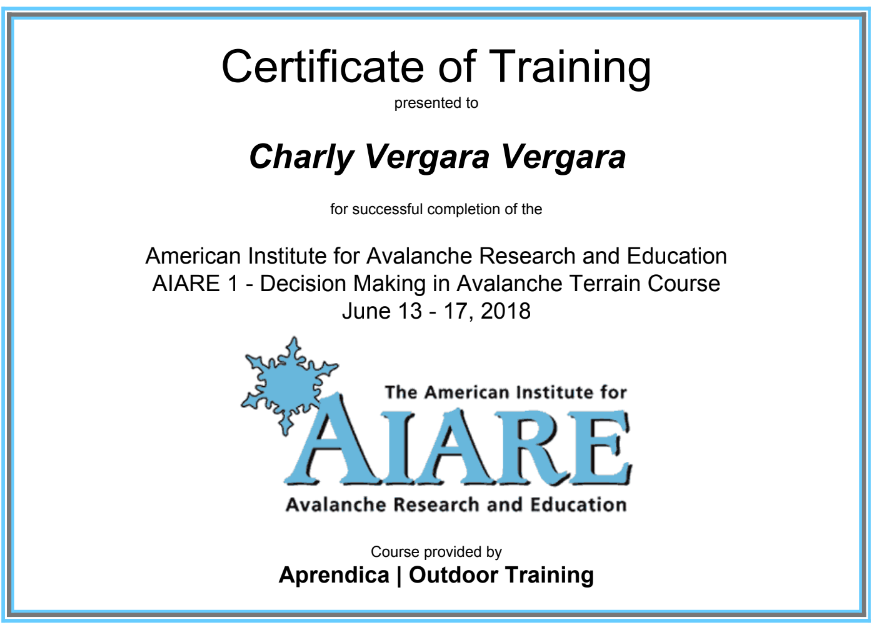 Certificate of Training
presented to
Charly Vergara Vergara
for successful completion of the
American Institute for Avalanche Research and Education
AIARE 1 - Decision Making in Avalanche Terrain Course
June 13 - 17, 2018
The American Institute for
AIARE
Avalanche Research and Education
Course provided by
Aprendica | Outdoor Training